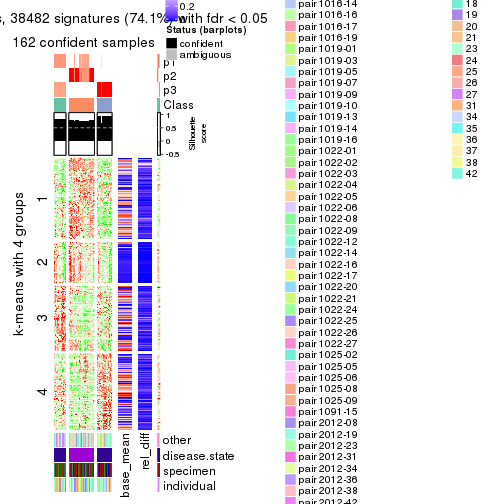 , 38482 signatures (74.1%) with fdr < 0.05
162 confident samples
0.2
Status (barplots)
confident
ambiguous
p1
p2
p3
Class
1
0.5
0
-0.5
Silhouette
score
k-means with 4 groups
1
2
3
4
other
disease.state
specimen
individual
base_mean
rel_diff
pair1016-14
pair1016-16
pair1016-17
pair1016-19
pair1019-01
pair1019-03
pair1019-04
pair1019-05
pair1019-07
pair1019-09
pair1019-10
pair1019-13
pair1019-14
pair1019-16
pair1022-01
pair1022-02
pair1022-03
pair1022-04
pair1022-05
pair1022-06
pair1022-08
pair1022-09
pair1022-12
pair1022-14
pair1022-16
pair1022-17
pair1022-20
pair1022-21
pair1022-24
pair1022-25
pair1022-26
pair1022-27
pair1025-02
pair1025-05
pair1025-06
pair1025-08
pair1025-09
pair1091-15
pair2012-08
pair2012-19
pair2012-23
pair2012-31
pair2012-34
pair2012-36
pair2012-38
pair2012-42
18
19
20
21
23
24
25
26
27
31
34
35
36
37
38
42